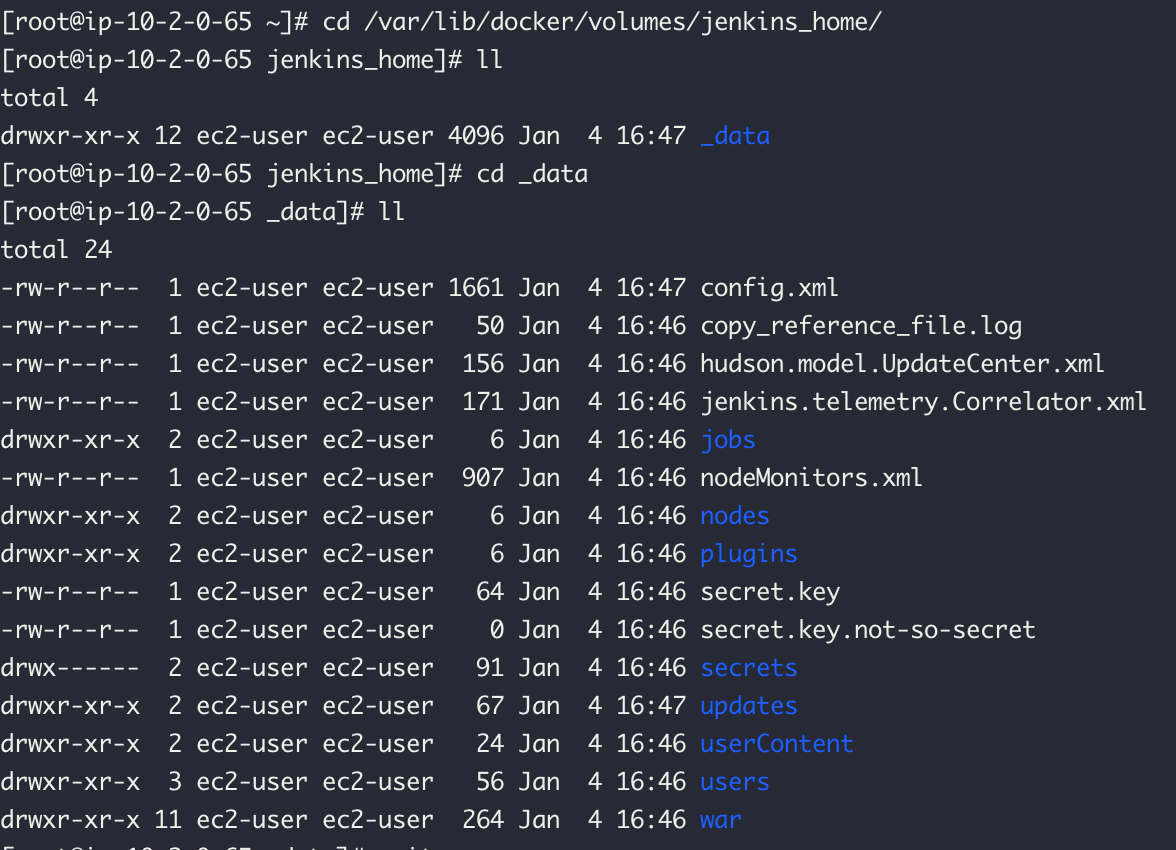 [root@ip-10-2-0-65 ~]# cd /var/lib/docker/volumes/jenkins_home/
[root@ip-10-2-0-65 jenkins_home]# ll
total 4
drwxr-xr-x 12 ec2-user ec2-user 4096 Jan  4 16:47 _data
[root@ip-10-2-0-65 jenkins_home]# cd _data
[root@ip-10-2-0-65 _data]# ll
total 24
-rw-r--r--  1 ec2-user ec2-user 1661 Jan  4 16:47 config.xml
-rw-r--r--  1 ec2-user ec2-user   50 Jan  4 16:46 copy_reference_file.log
-rw-r--r--  1 ec2-user ec2-user  156 Jan  4 16:46 hudson.model.UpdateCenter.xml
-rw-r--r--  1 ec2-user ec2-user  171 Jan  4 16:46 jenkins.telemetry.Correlator.xml
drwxr-xr-x  2 ec2-user ec2-user    6 Jan  4 16:46 jobs
-rw-r--r--  1 ec2-user ec2-user  907 Jan  4 16:46 nodeMonitors.xml
drwxr-xr-x  2 ec2-user ec2-user    6 Jan  4 16:46 nodes
drwxr-xr-x  2 ec2-user ec2-user    6 Jan  4 16:46 plugins
-rw-r--r--  1 ec2-user ec2-user   64 Jan  4 16:46 secret.key
-rw-r--r--  1 ec2-user ec2-user    0 Jan  4 16:46 secret.key.not-so-secret
drwx------  2 ec2-user ec2-user   91 Jan  4 16:46 secrets
drwxr-xr-x  2 ec2-user ec2-user   67 Jan  4 16:47 updates
drwxr-xr-x  2 ec2-user ec2-user   24 Jan  4 16:46 userContent
drwxr-xr-x  3 ec2-user ec2-user   56 Jan  4 16:46 users
drwxr-xr-x 11 ec2-user ec2-user  264 Jan  4 16:46 war